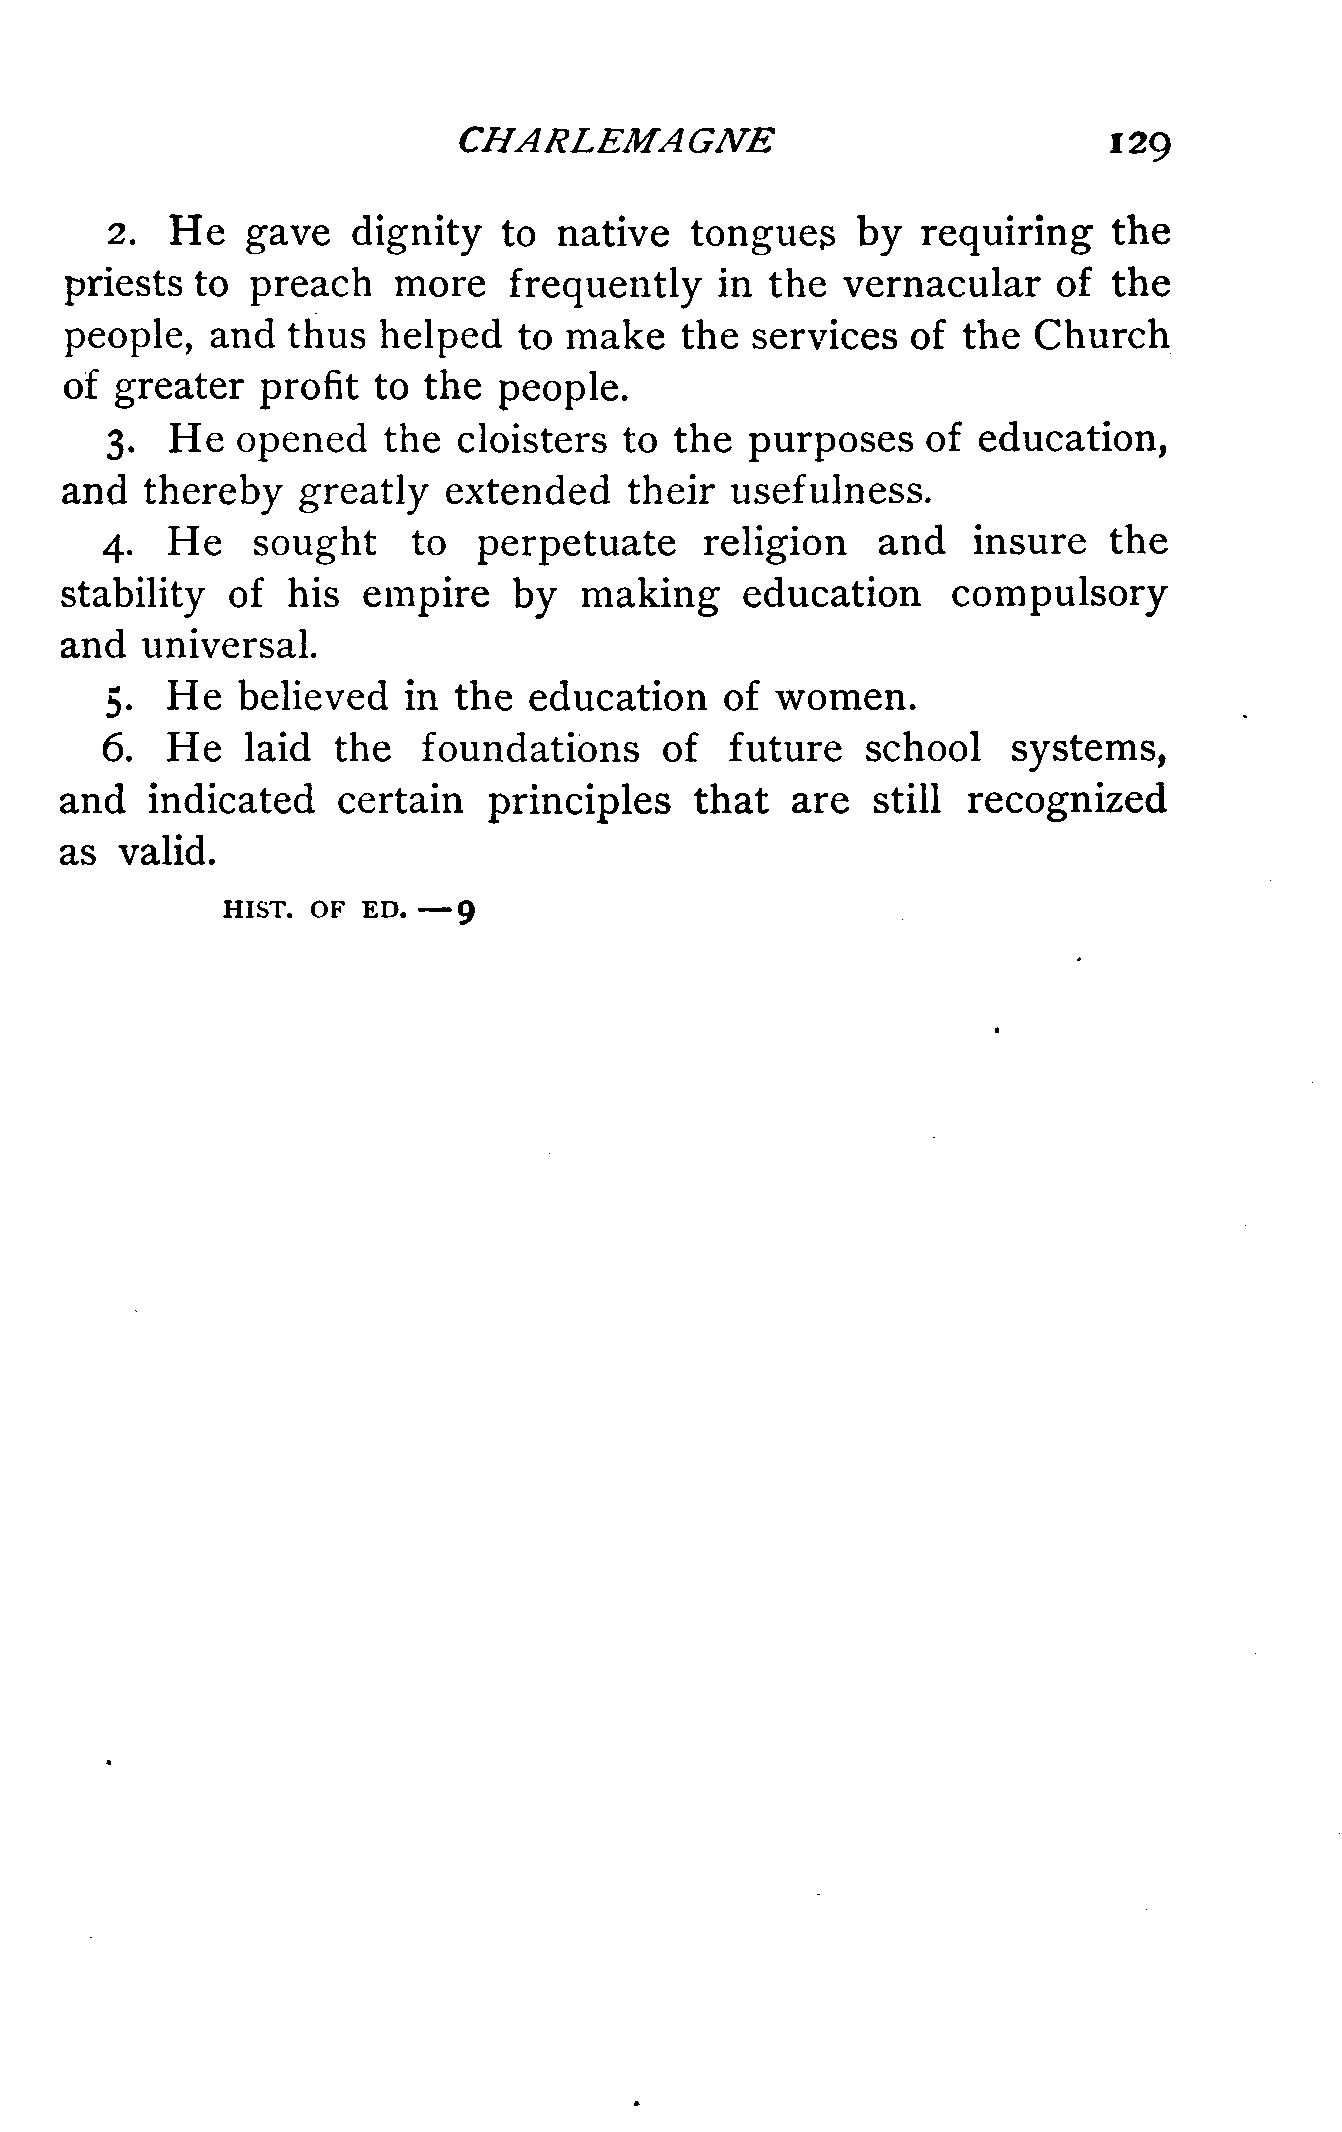 CHARLEMAGNE 129
2. He gave dignity to native tongues by requiring the
priests to preach more frequently in the vernacular of the
people, and thus helped to make the services of the Church
of greater profit to the people.
3. He opened the cloisters to the purposes of education,
and thereby greatly extended their usefulness.
4. He sought to perpetuate religion and insure the
stability of his empire by making education compulsory
and universal.
5. He believed in the education of women.
6. He laid the foundations of future school systems,
and indicated certain principles that are still recognized
as valid.
HIST. OF ED. — 9